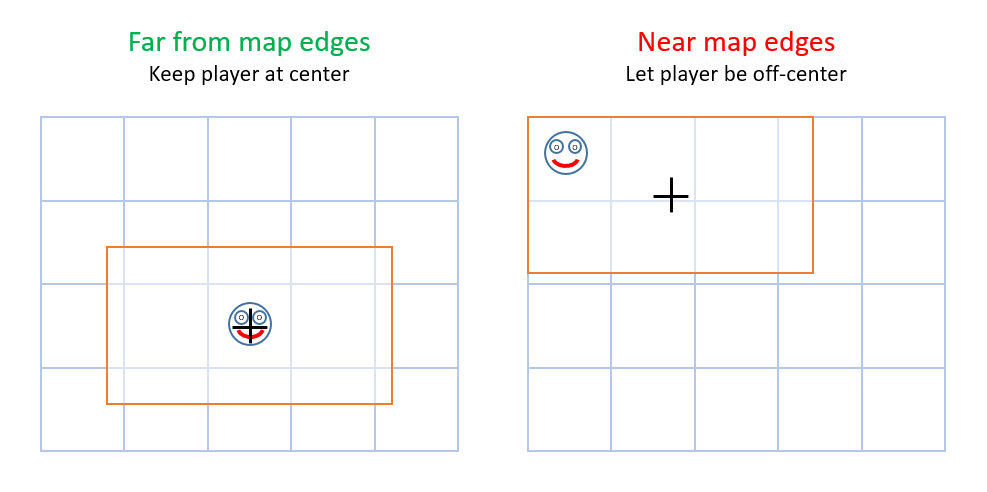 Far from map edges
Keep player at center
Near map edges
Let player be off-center